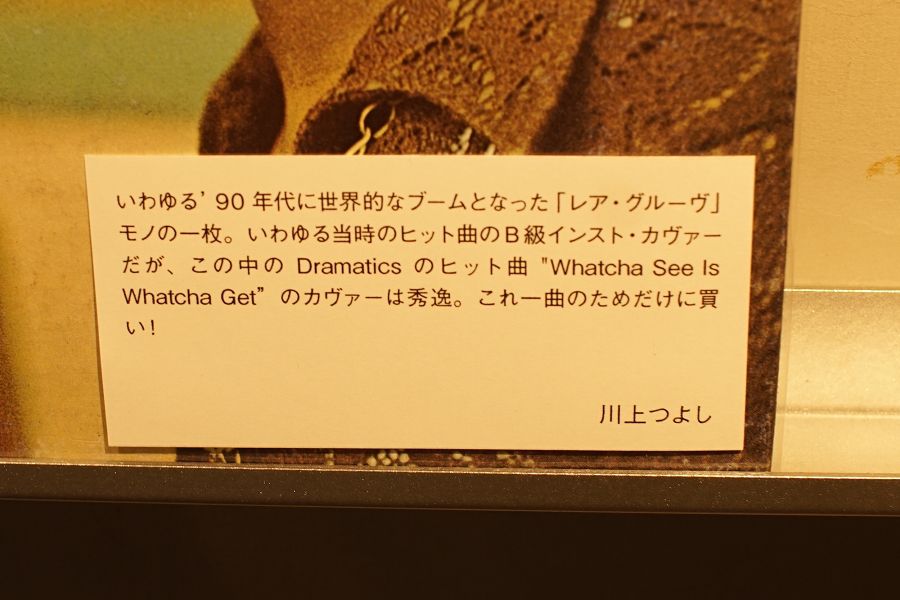 いわゆる’90年代に世界的なブームとなった「レア・グルーヴ」
モノの一枚。いわゆる当時のヒット曲のB級インスト・カヴァー
だが、この中の Dramatics のヒット曲 "Whatcha See Is
Whatcha Get” のカヴァーは秀逸。これ一曲のためだけに買
い！
川上つよし